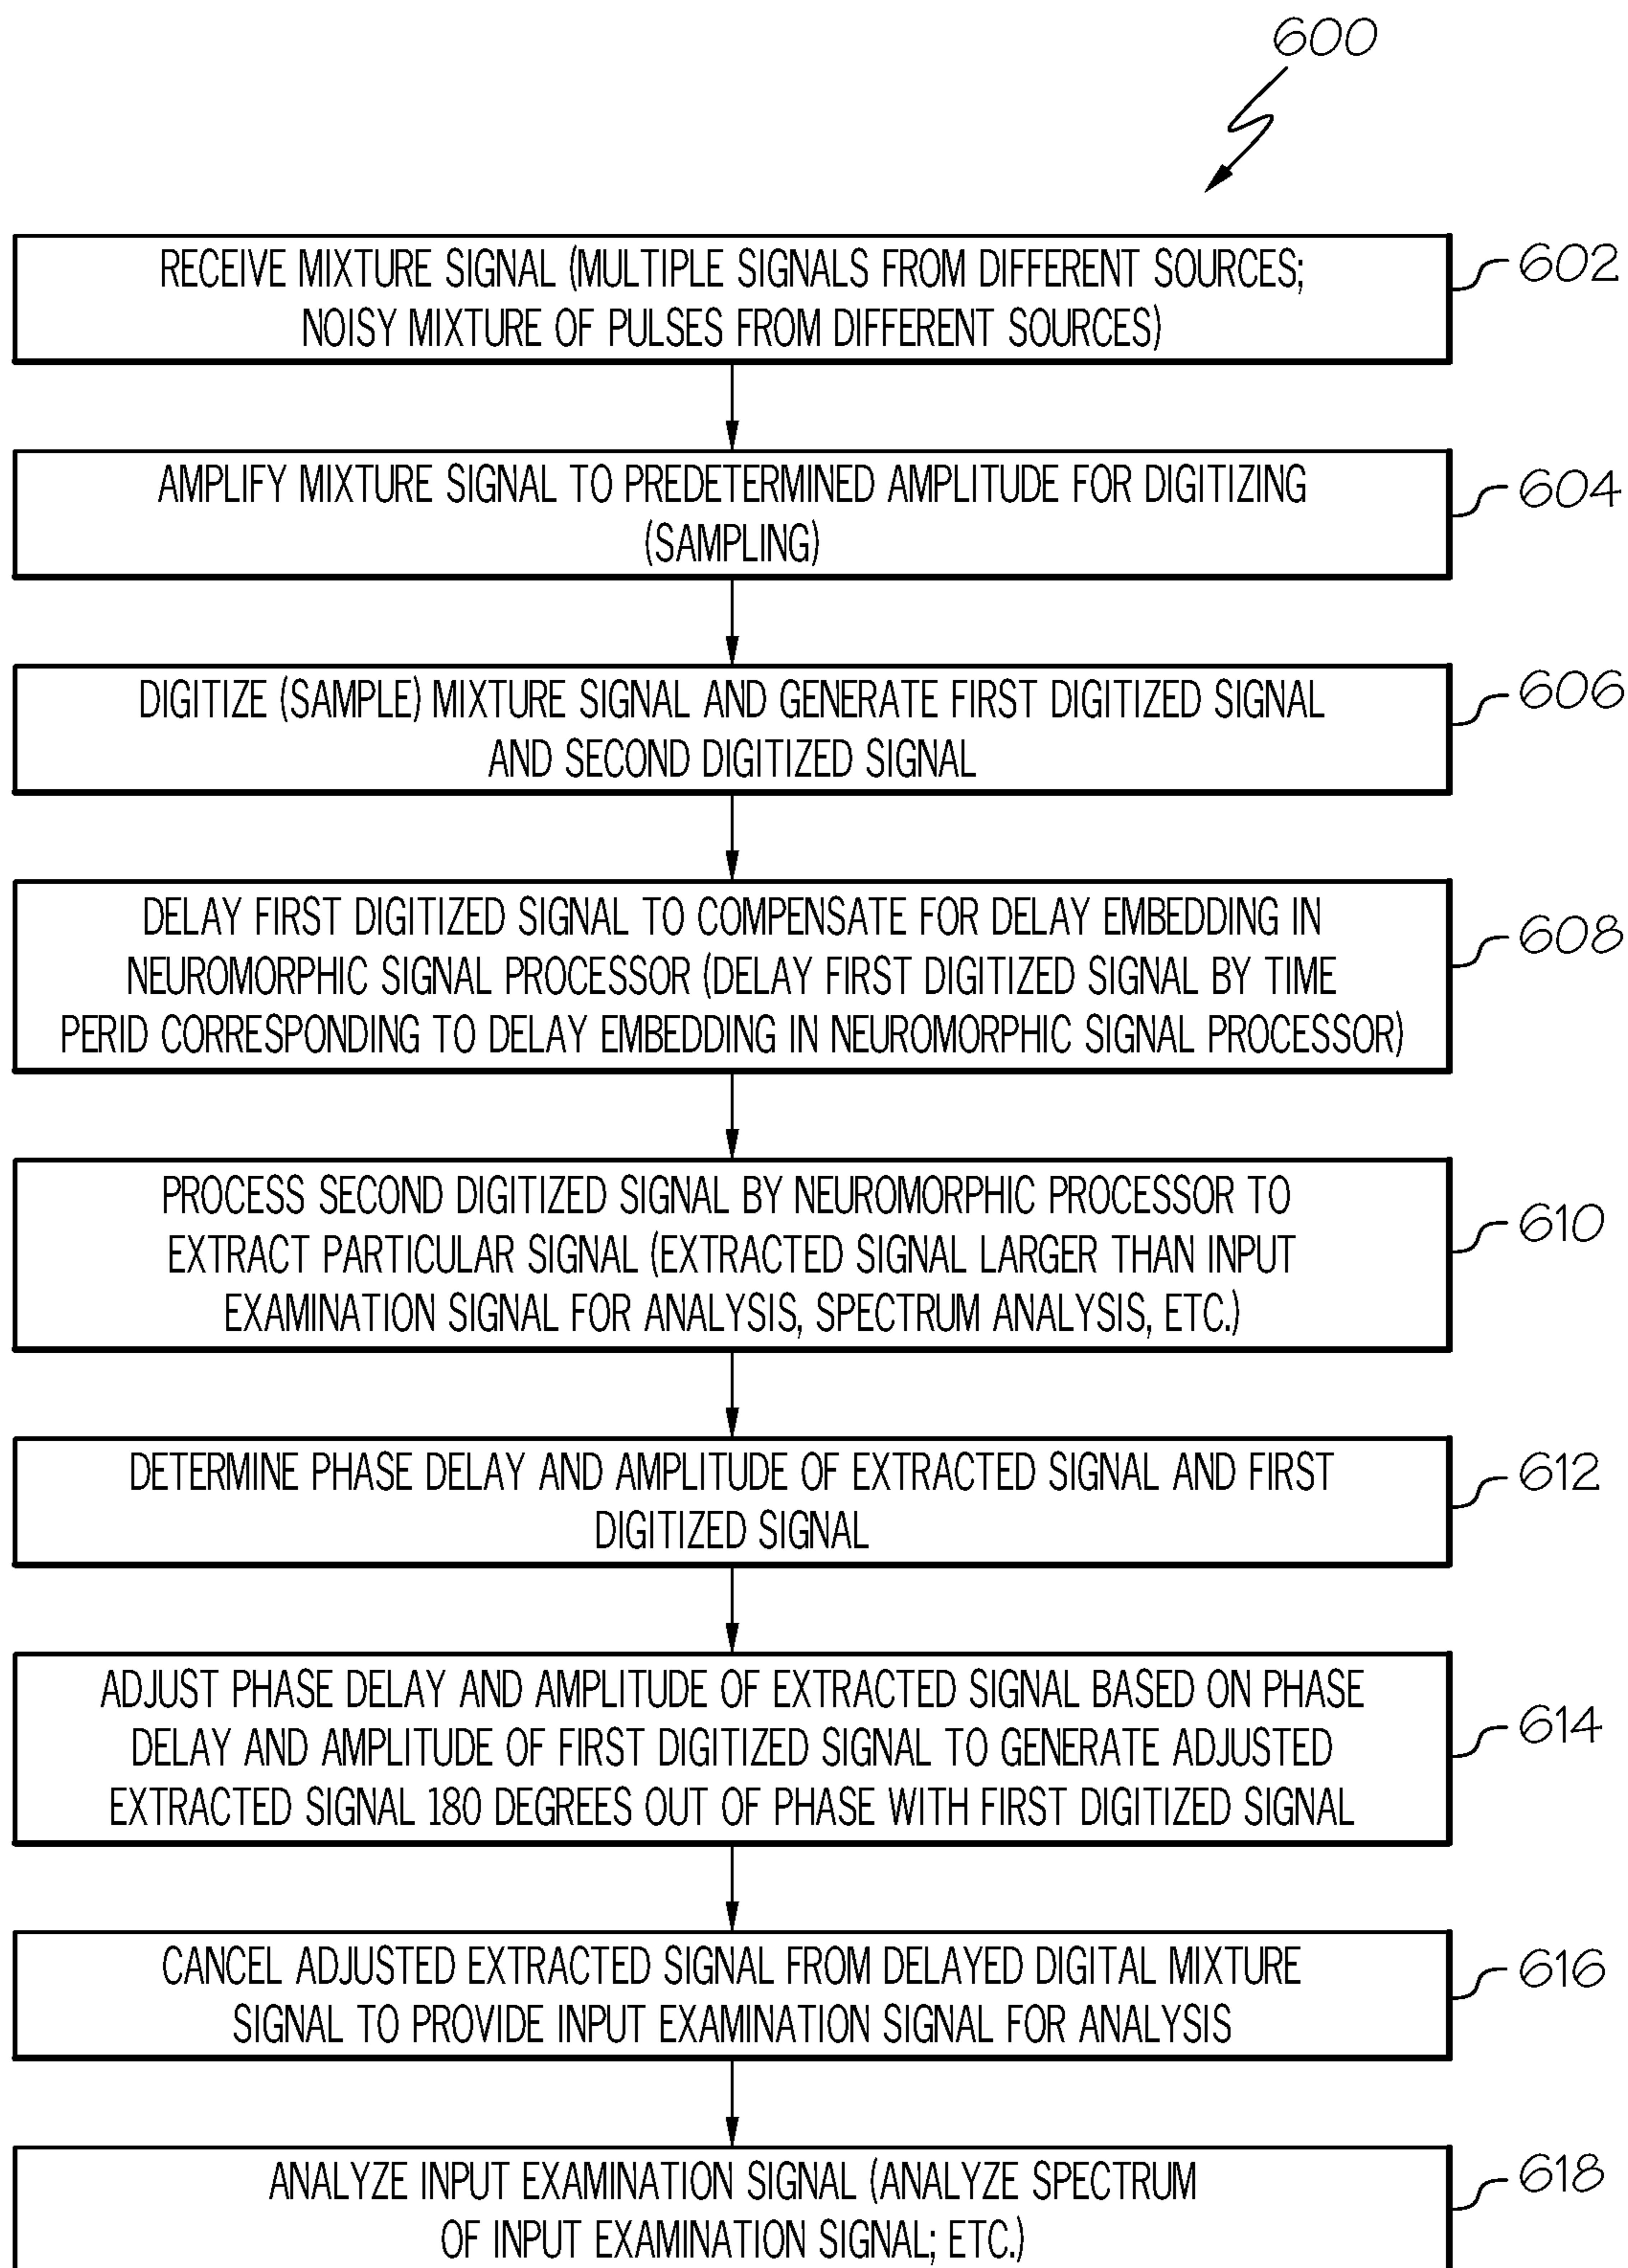 600
RECEIVE MIXTURE SIGNAL (MULTIPLE SIGNALS FROM DIFFERENT SOURCES;
NOISY MIXTURE OF PULSES FROM DIFFERENT SOURCES)
602
AMPLIFY MIXTURE SIGNAL TO PREDETERMINED AMPLITUDE FOR DIGITIZING
(SAMPLING)
604
DIGITIZE (SAMPLE) MIXTURE SIGNAL AND GENERATE FIRST DIGITIZED SIGNAL
AND SECOND DIGITIZED SIGNAL
606
DELAY FIRST DIGITIZED SIGNAL TO COMPENSATE FOR DELAY EMBEDDING IN
NEUROMORPHIC SIGNAL PROCESSOR (DELAY FIRST DIGITIZED SIGNAL BY TIME
PERID CORRESPONDING TO DELAY EMBEDDING IN NEUROMORPHIC SIGNAL PROCESSOR)
608
PROCESS SECOND DIGITIZED SIGNAL BY NEUROMORPHIC PROCESSOR TO
EXTRACT PARTICULAR SIGNAL (EXTRACTED SIGNAL LARGER THAN INPUT
EXAMINATION SIGNAL FOR ANALYSIS, SPECTRUM ANALYSIS, ETC.)
610
DETERMINE PHASE DELAY AND AMPLITUDE OF EXTRACTED SIGNAL AND FIRST
DIGITIZED SIGNAL
612
ADJUST PHASE DELAY AND AMPLITUDE OF EXTRACTED SIGNAL BASED ON PHASE
DELAY AND AMPLITUDE OF FIRST DIGITIZED SIGNAL TO GENERATE ADJUSTED
EXTRACTED SIGNAL 180 DEGREES OUT OF PHASE WITH FIRST DIGITIZED SIGNAL
614
CANCEL ADJUSTED EXTRACTED SIGNAL FROM DELAYED DIGITAL MIXTURE
SIGNAL TO PROVIDE INPUT EXAMINATION SIGNAL FOR ANALYSIS
616
ANALYZE INPUT EXAMINATION SIGNAL (ANALYZE SPECTRUM
OF INPUT EXAMINATION SIGNAL; ETC.)
618